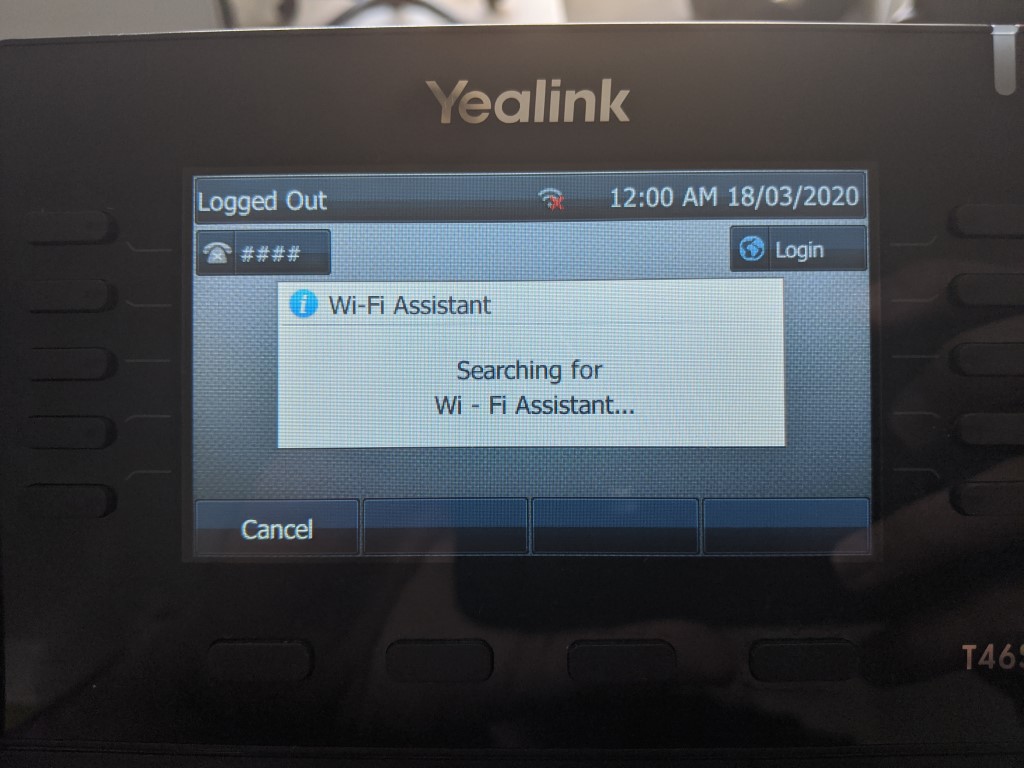 Yealink
Logged Out 12:00 AM 18/03/2020
#### Login
i Wi-Fi Assistant
Searching for
Wi - Fi Assistant...
Cancel